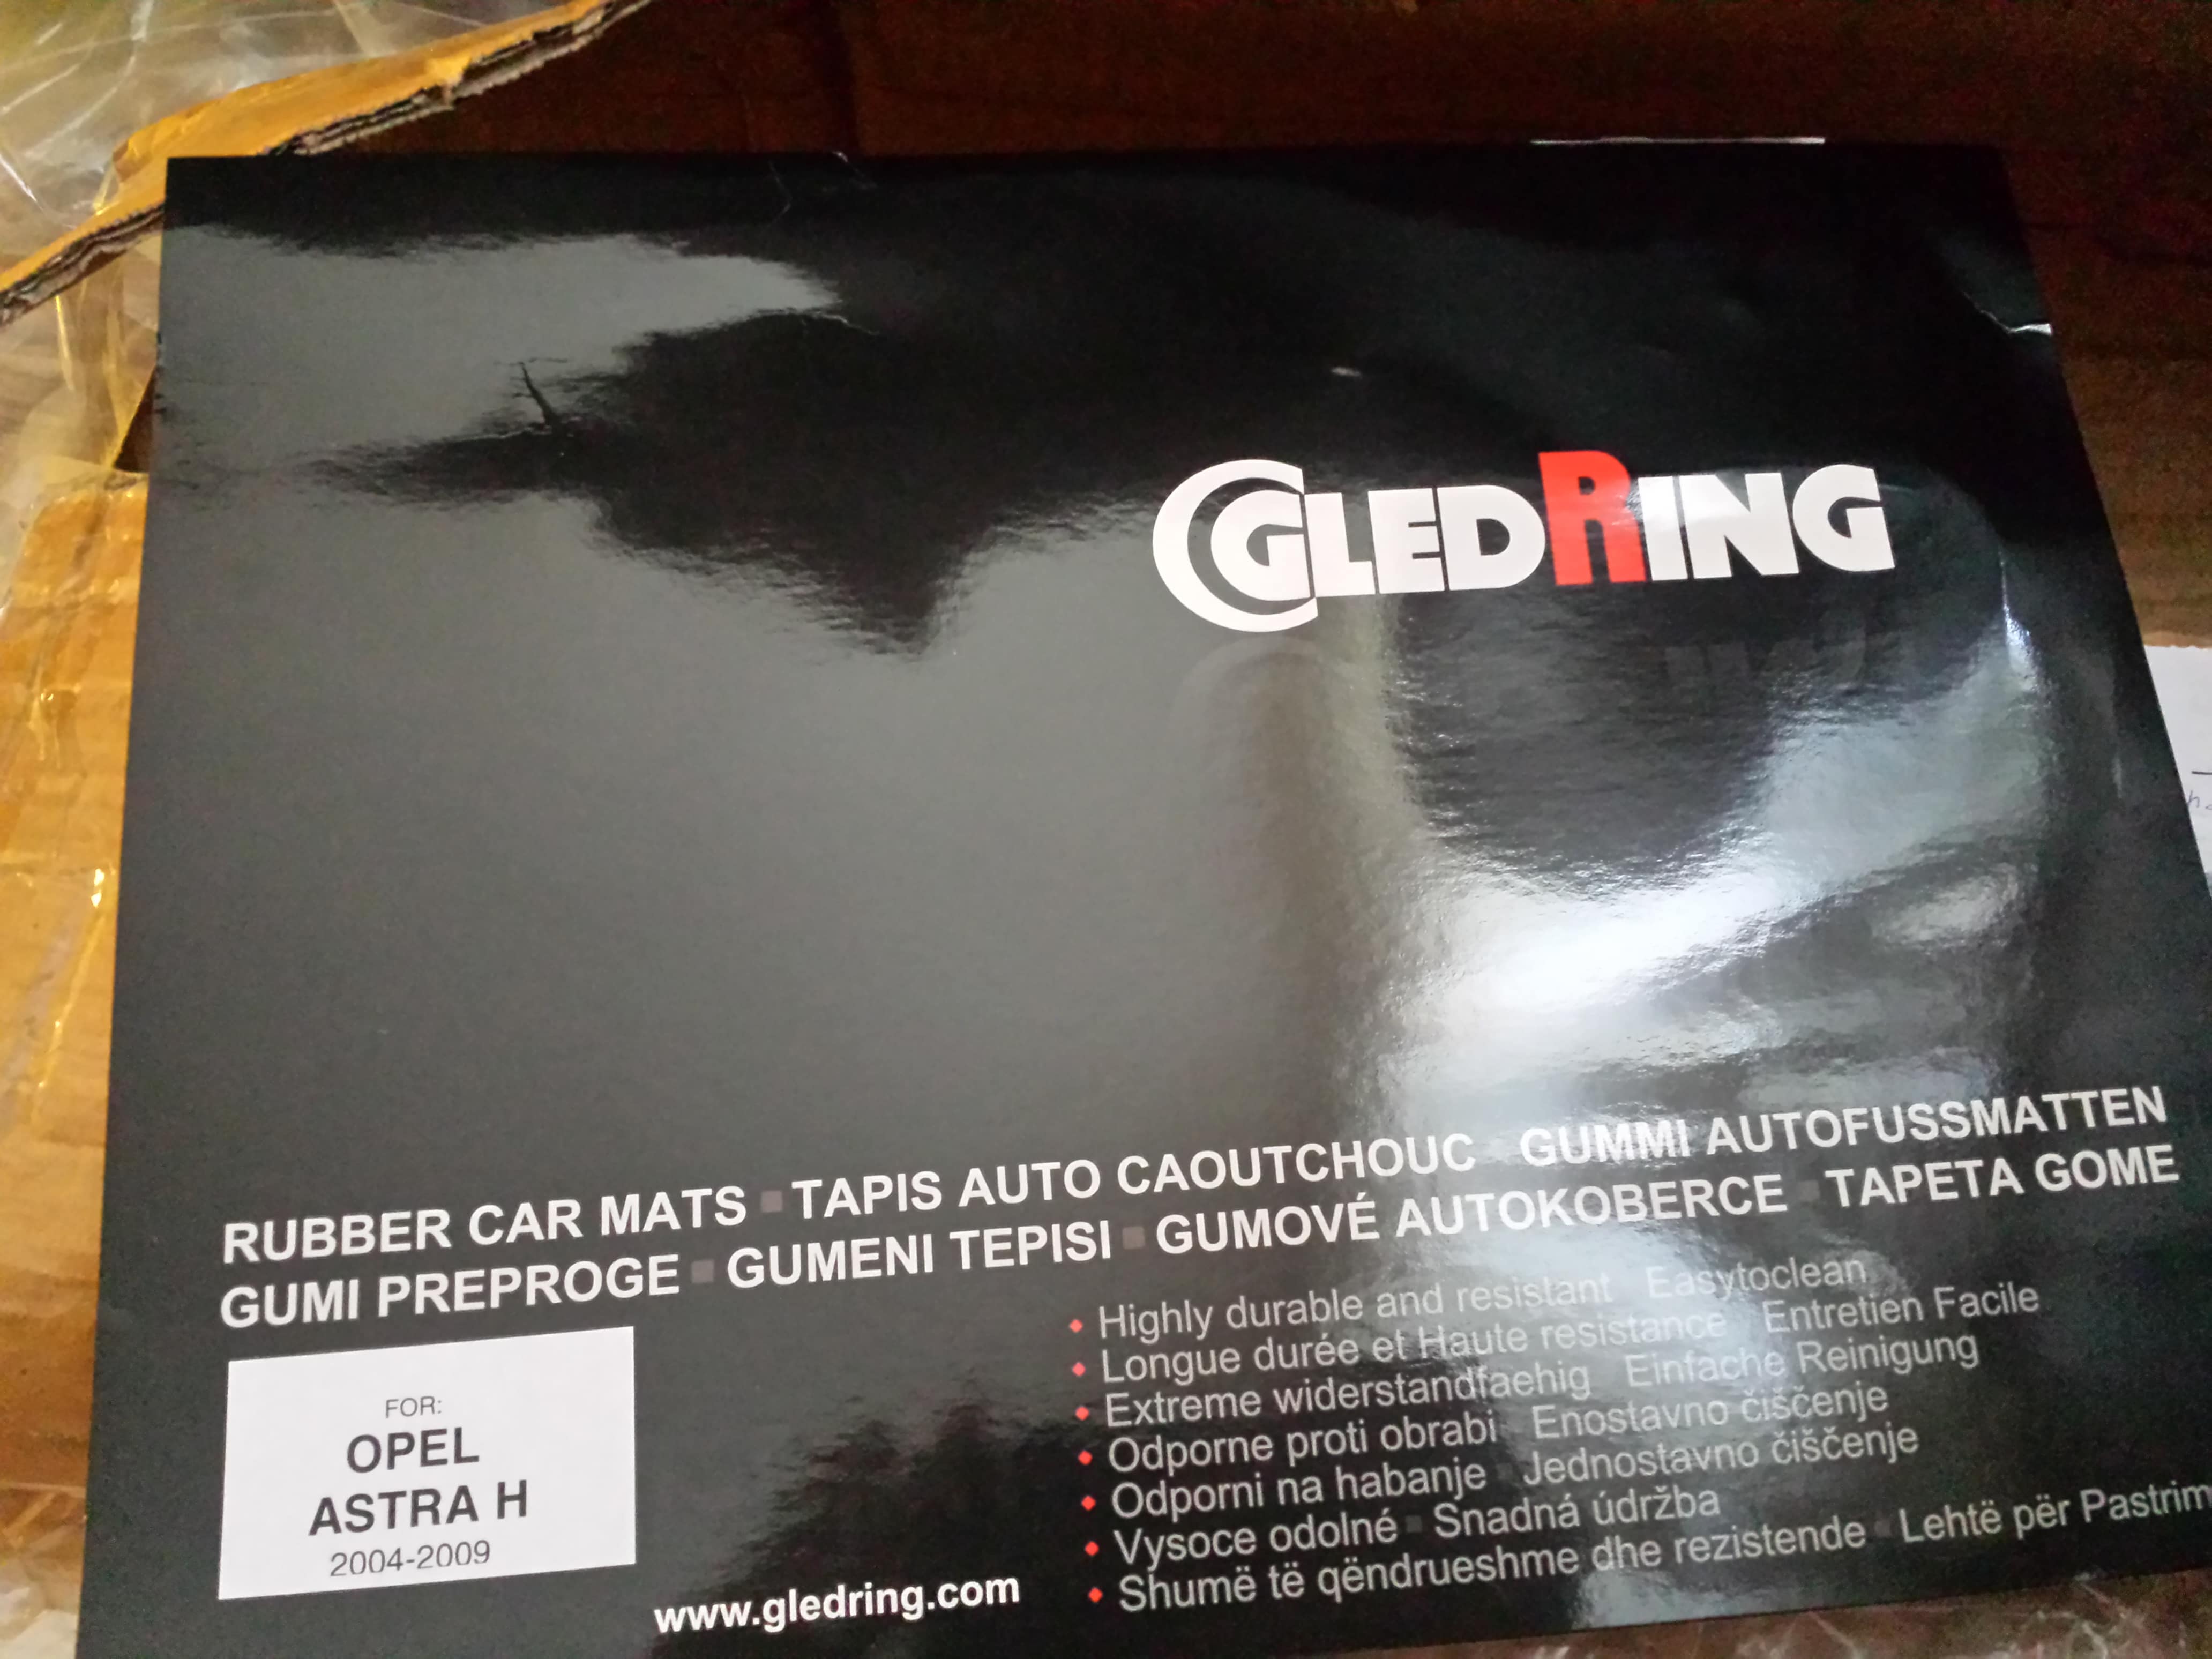 GLEDRING
RUBBER CAR MATS ▪ TAPIS AUTO CAOUTCHOUC ▪ GUMMI AUTOFUSSMATTEN
GUMI PREPROGE ▪ GUMENI TEPISI ▪ GUMOVÉ AUTOKOBERCE ▪ TAPETA GOME
FOR:
OPEL
ASTRA H
2004-2009
www.gledring.com
Highly durable and resistant ▪ Easytoclean
Longue durée et Haute resistance ▪ Entretien Facile
Extreme widerstandfaehig ▪ Einfache Reinigung
Odporne proti obrabi ▪ Enostavno čiščenje
Odporni na habanje ▪ Jednostavno čiščenje
Vysoce odolné ▪ Snadná údržba
Shumë të qëndrueshme dhe rezistende ▪ Lehtë për Pastrim